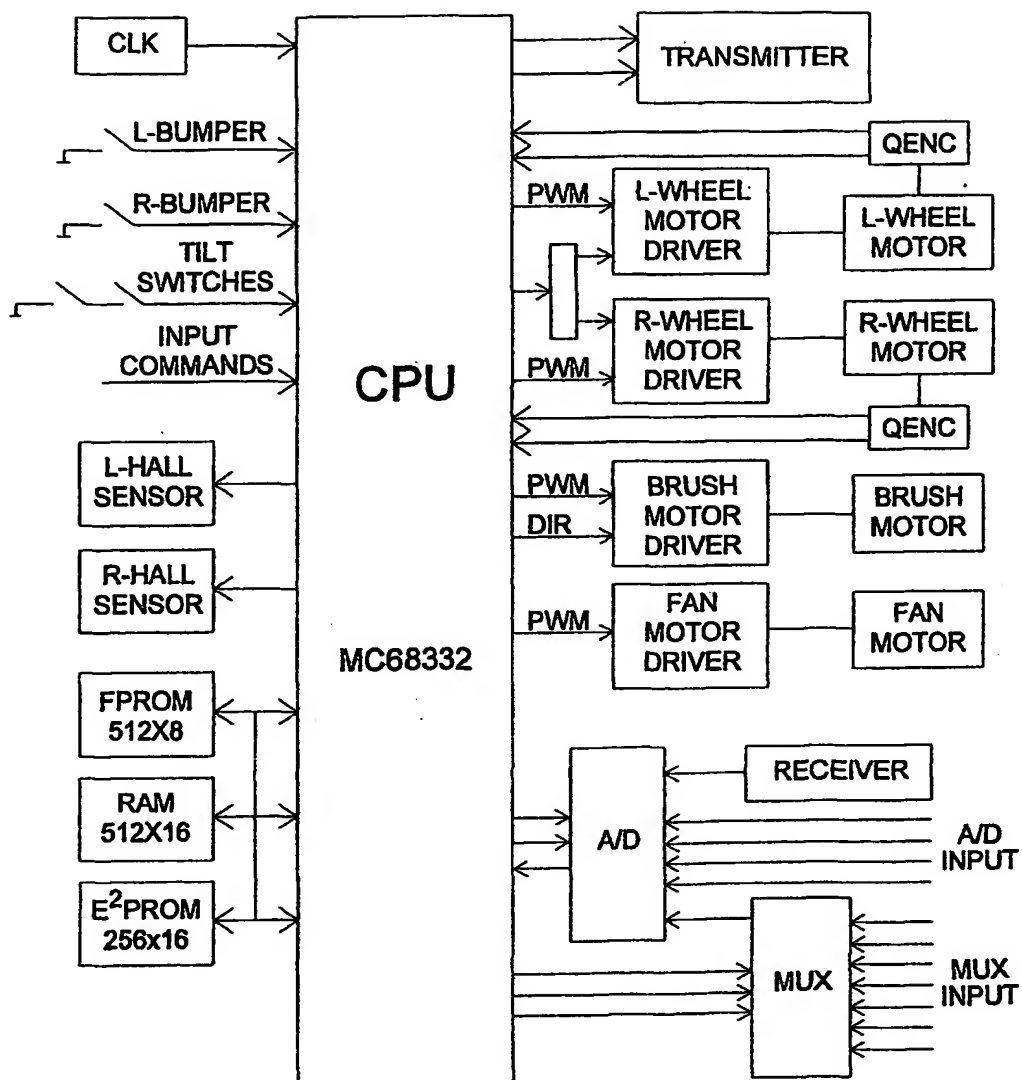 CLK
TRANSMITTER
L-BUMPER
QENC
R-BUMPER
PWM
L-WHEEL
MOTOR
DRIVER
L-WHEEL
MOTOR
TILT
SWITCHES
INPUT
COMMANDS
CPU
PWM
R-WHEEL
MOTOR
DRIVER
R-WHEEL
MOTOR
QENC
L-HALL
SENSOR
PWM
DIR
BRUSH
MOTOR
DRIVER
BRUSH
MOTOR
R-HALL
SENSOR
PWM
FAN
MOTOR
DRIVER
FAN
MOTOR
MC68332
FPROM
512X8
RECEIVER
RAM
512X16
A/D
A/D
INPUT
E²PROM
256x16
MUX
MUX
INPUT